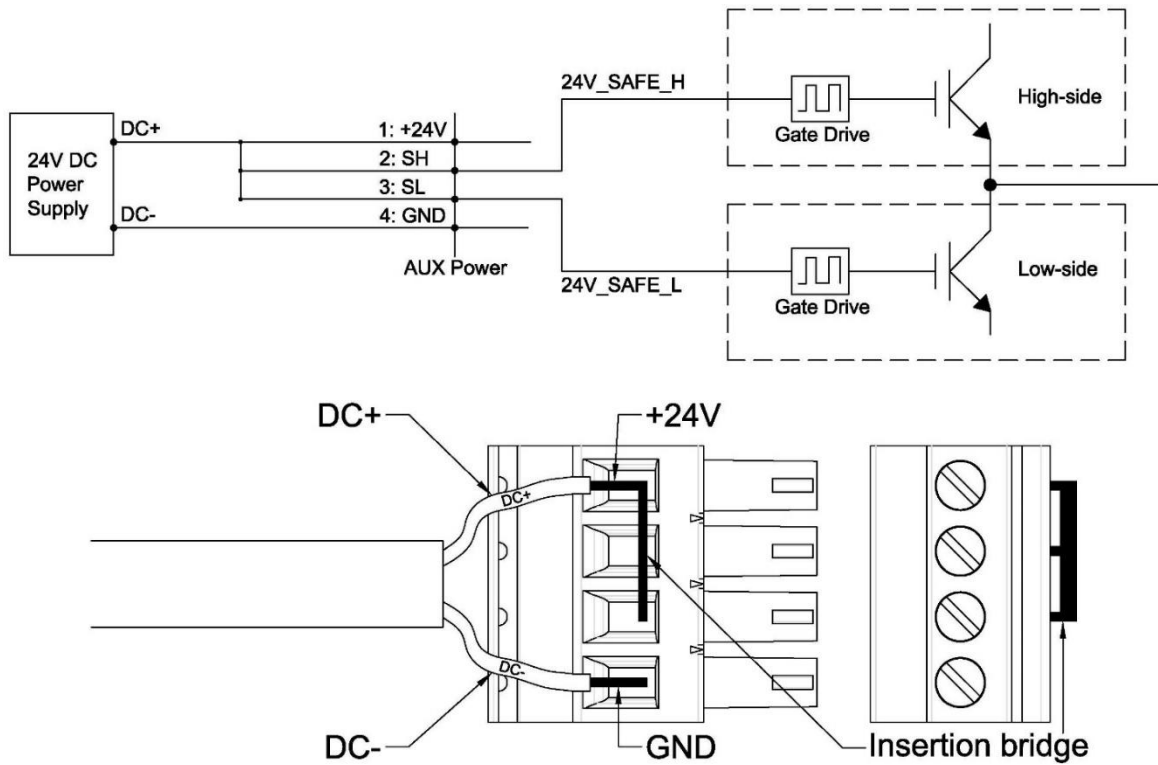 24V_SAFE_H
High-side
Gate Drive
DC+
1: +24V
24V DC
Power
Supply
2: SH
3: SL
DC-
4: GND
AUX Power
24V_SAFE_L
Gate Drive
Low-side
DC+
+24V
DC+
DC-
DC-
GND
Insertion bridge